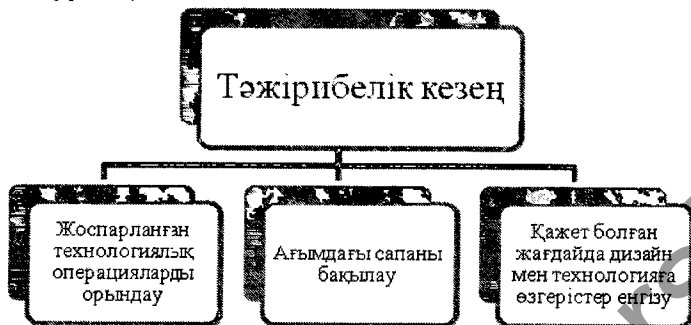 Тәжірибелік кезең
Жоспарланған
технологиялық
операцияларды
орындау
Ағымдағы сапаны
бақылау
Қажет болған
жағдайда дизайн
мен технологияға
өзгерістер енгізу